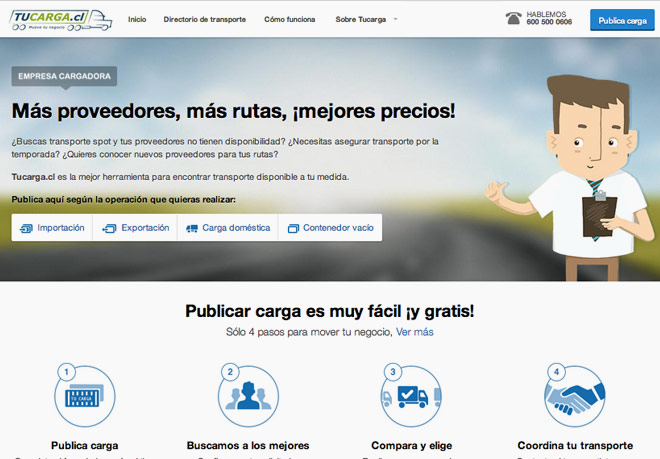 TUCARGA.cl
Mueve tu negocio
Inicio
Directorio de transporte
Cómo funciona
Sobre Tucarga
HABLEMOS
600 500 0606
Publica carga
EMPRESA CARGADORA
Más proveedores, más rutas, ¡mejores precios!
¿Buscas transporte spot y tus proveedores no tienen disponibilidad? ¿Necesitas asegurar transporte por
la temporada? ¿Quieres conocer nuevos proveedores para tus rutas?
Tucarga.cl es la mejor herramienta para encontrar transporte disponible a tu medida.
Publica aquí según la operación que quieras realizar:
Importación
Exportación
Carga doméstica
Contenedor vacío
Publicar carga es muy fácil ¡y gratis!
Sólo 4 pasos para mover tu negocio, Ver más
1
TU CARGA
2
3
4
Publica carga
Buscamos a los mejores
Compara y elige
Coordina tu transporte